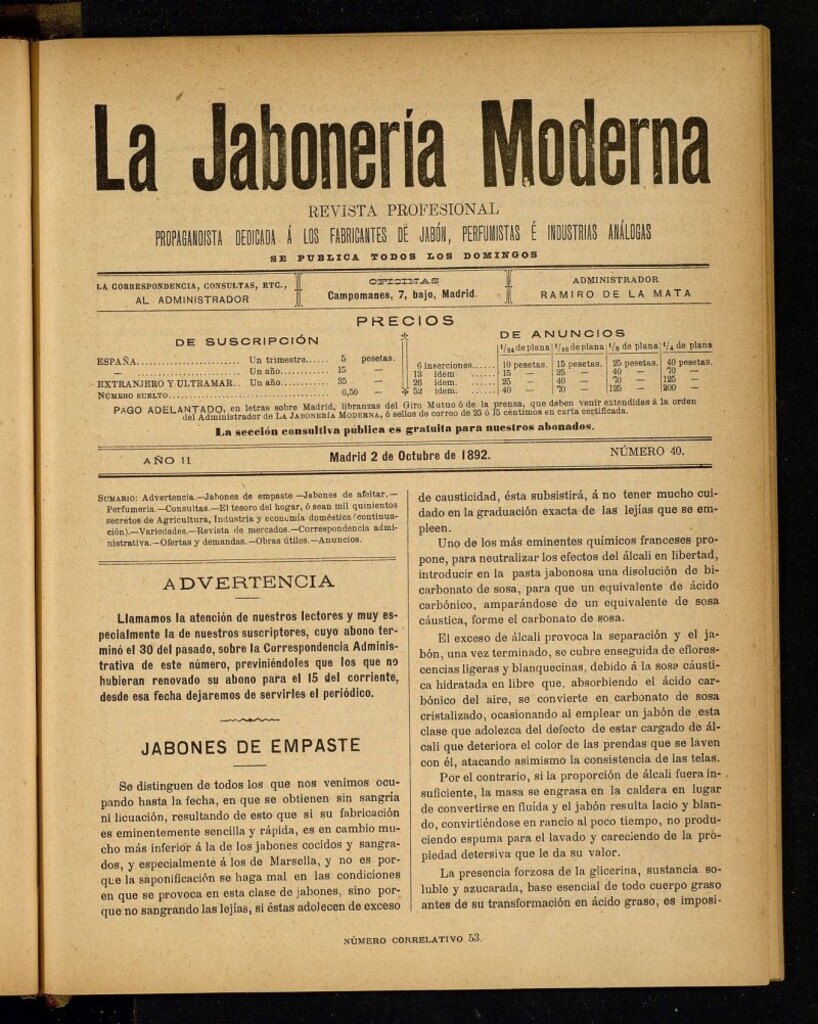 La Jabonería Moderna
REVISTA PROFESIONAL
PROPAGANDISTA DEDICADA Á LOS FABRICANTES DE JABÓN, PERFUMISTAS É INDUSTRIAS ANÁLOGAS
SE PUBLICA TODOS LOS DOMINGOS
LA CORRESPONDENCIA, CONSULTAS, ETC.,
AL ADMINISTRADOR
OFICINAS
Campomanes, 7, bajo, Madrid
ADMINISTRADOR
RAMIRO DE LA MATA
PRECIOS
DE SUSCRIPCIÓN
ESPAÑA........................ Un trimestre...... 5 pesetas.
— ........................ Un año............ 15 —
EXTRANJERO Y ULTRAMAR.. Un año............ 35 —
NÚMERO SUELTO........................ 0,50 —
DE ANUNCIOS
1/24 de plana 1/16 de plana 1/8 de plana 1/4 de plana
6 inserciones...... 10 pesetas. 15 pesetas. 25 pesetas. 40 pesetas.
13 idem ...... 15 — 25 — 40 — 70 —
26 idem. ...... 25 — 40 — 70 — 125 —
52 idem. ...... 40 — 70 — 125 — 200 —
PAGO ADELANTADO, en letras sobre Madrid, libranzas del Giro Mutuo ó de la prensa, que deben venir extendidas á la orden
del Administrador de LA JABONERÍA MODERNA, ó sellos de correo de 25 ó 15 céntimos en carta certificada.
La sección consultiva pública es gratuita para nuestros abonados.
AÑO II
Madrid 2 de Octubre de 1892.
NÚMERO 40.
SUMARIO: Advertencia.—Jabones de empaste —Jabones de afeitar.—
Perfumería.—Consultas.—El tesoro del hogar, ó sean mil quinientos
secretos de Agricultura, Industria y economía doméstica (continua-
ción).—Variedades.—Revista de mercados.—Correspondencia admi-
nistrativa.—Ofertas y demandas.—Obras útiles.—Anuncios.
ADVERTENCIA
Llamamos la atención de nuestros lectores y muy es-
pecialmente la de nuestros suscriptores, cuyo abono ter-
minó el 30 del pasado, sobre la Correspondencia Adminis-
trativa de este número, previniéndoles que los que no
hubieran renovado su abono para el 15 del corriente,
desde esa fecha dejaremos de servirles el periódico.
JABONES DE EMPASTE
Se distinguen de todos los que nos venimos ocu-
pando hasta la fecha, en que se obtienen sin sangría
ni licuación, resultando de esto que si su fabricación
es eminentemente sencilla y rápida, es en cambio mu-
cho más inferior á la de los jabones cocidos y sangra-
dos, y especialmente á los de Marsella, y no es por-
que la saponificación se haga mal en las condiciones
en que se provoca en esta clase de jabones, sino por-
que no sangrando las lejías, si éstas adolecen de exceso
de causticidad, ésta subsistirá, á no tener mucho cui-
dado en la graduación exacta de las lejías que se em-
pleen.
Uno de los más eminentes químicos franceses pro-
pone, para neutralizar los efectos del álcali en libertad,
introducir en la pasta jabonosa una disolución de bi-
carbonato de sosa, para que un equivalente de ácido
carbónico, amparándose de un equivalente de sosa
cáustica, forme el carbonato de sosa.
El exceso de álcali provoca la separación y el ja-
bón, una vez terminado, se cubre enseguida de eflores-
cencias ligeras y blanquecinas, debido á la sosa cáusti-
ca hidratada en libre que, absorbiendo el ácido car-
bónico del aire, se convierte en carbonato de sosa
cristalizado, ocasionando al emplear un jabón de esta
clase que adolezca del defecto de estar cargado de ál-
cali que deteriora el color de las prendas que se laven
con él, atacando asimismo la consistencia de las telas.
Por el contrario, si la proporción de álcali fuera in-
suficiente, la masa se engrasa en la caldera en lugar
de convertirse en fluida y el jabón resulta lacio y blan-
do, convirtiéndose en rancio al poco tiempo, no produ-
ciendo espuma para el lavado y careciendo de la pro-
piedad detersiva que le da su valor.
La presencia forzosa de la glicerina, sustancia so-
luble y azucarada, base esencial de todo cuerpo graso
antes de su transformación en ácido graso, es imposi-
NÚMERO CORRELATIVO 53.